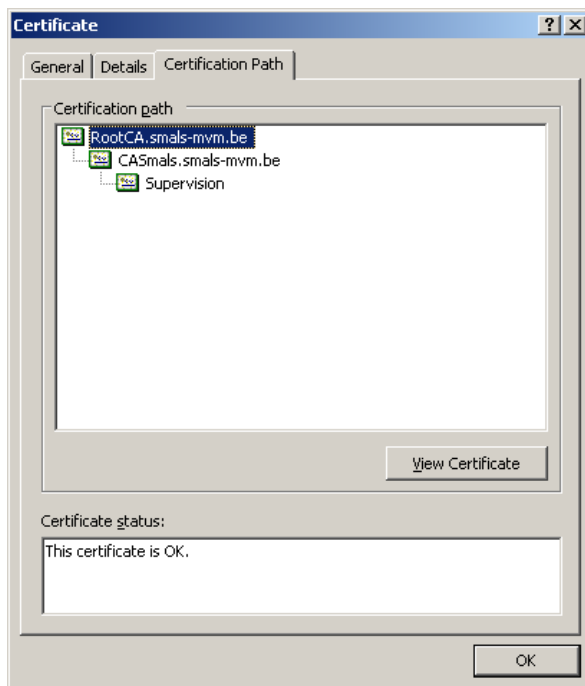 Certificate
General Details Certification Path
Certification path
RootCA.smals-mvm.be
CASmals.smals-mvm.be
Supervision
View Certificate
Certificate status:
This certificate is OK.
OK